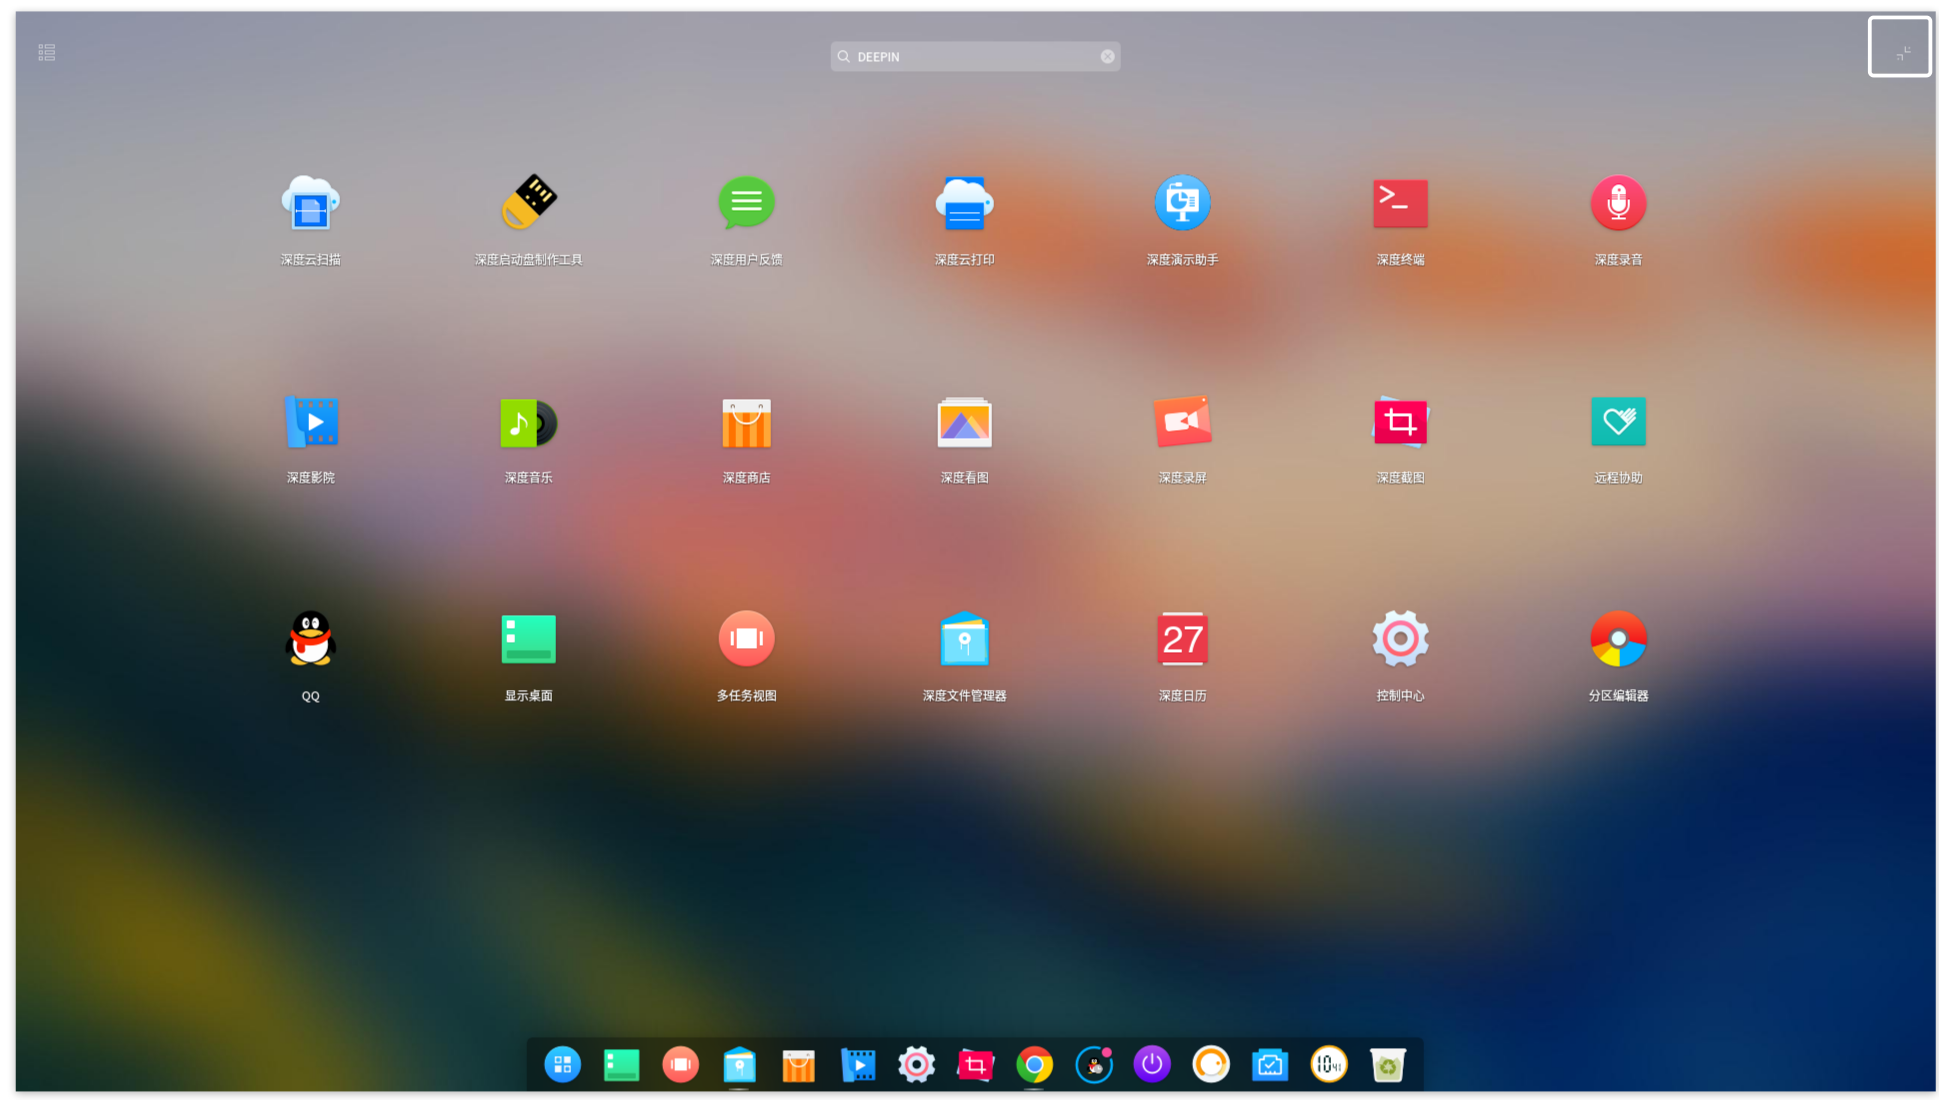 DEEPIN
深度云扫描
深度启动盘制作工具
深度用户反馈
深度云打印
深度演示助手
深度终端
深度录音
深度影院
深度音乐
深度商店
深度看图
深度录屏
深度截图
远程协助
27
QQ
显示桌面
多任务视图
深度文件管理器
深度日历
控制中心
分区编辑器
10 41